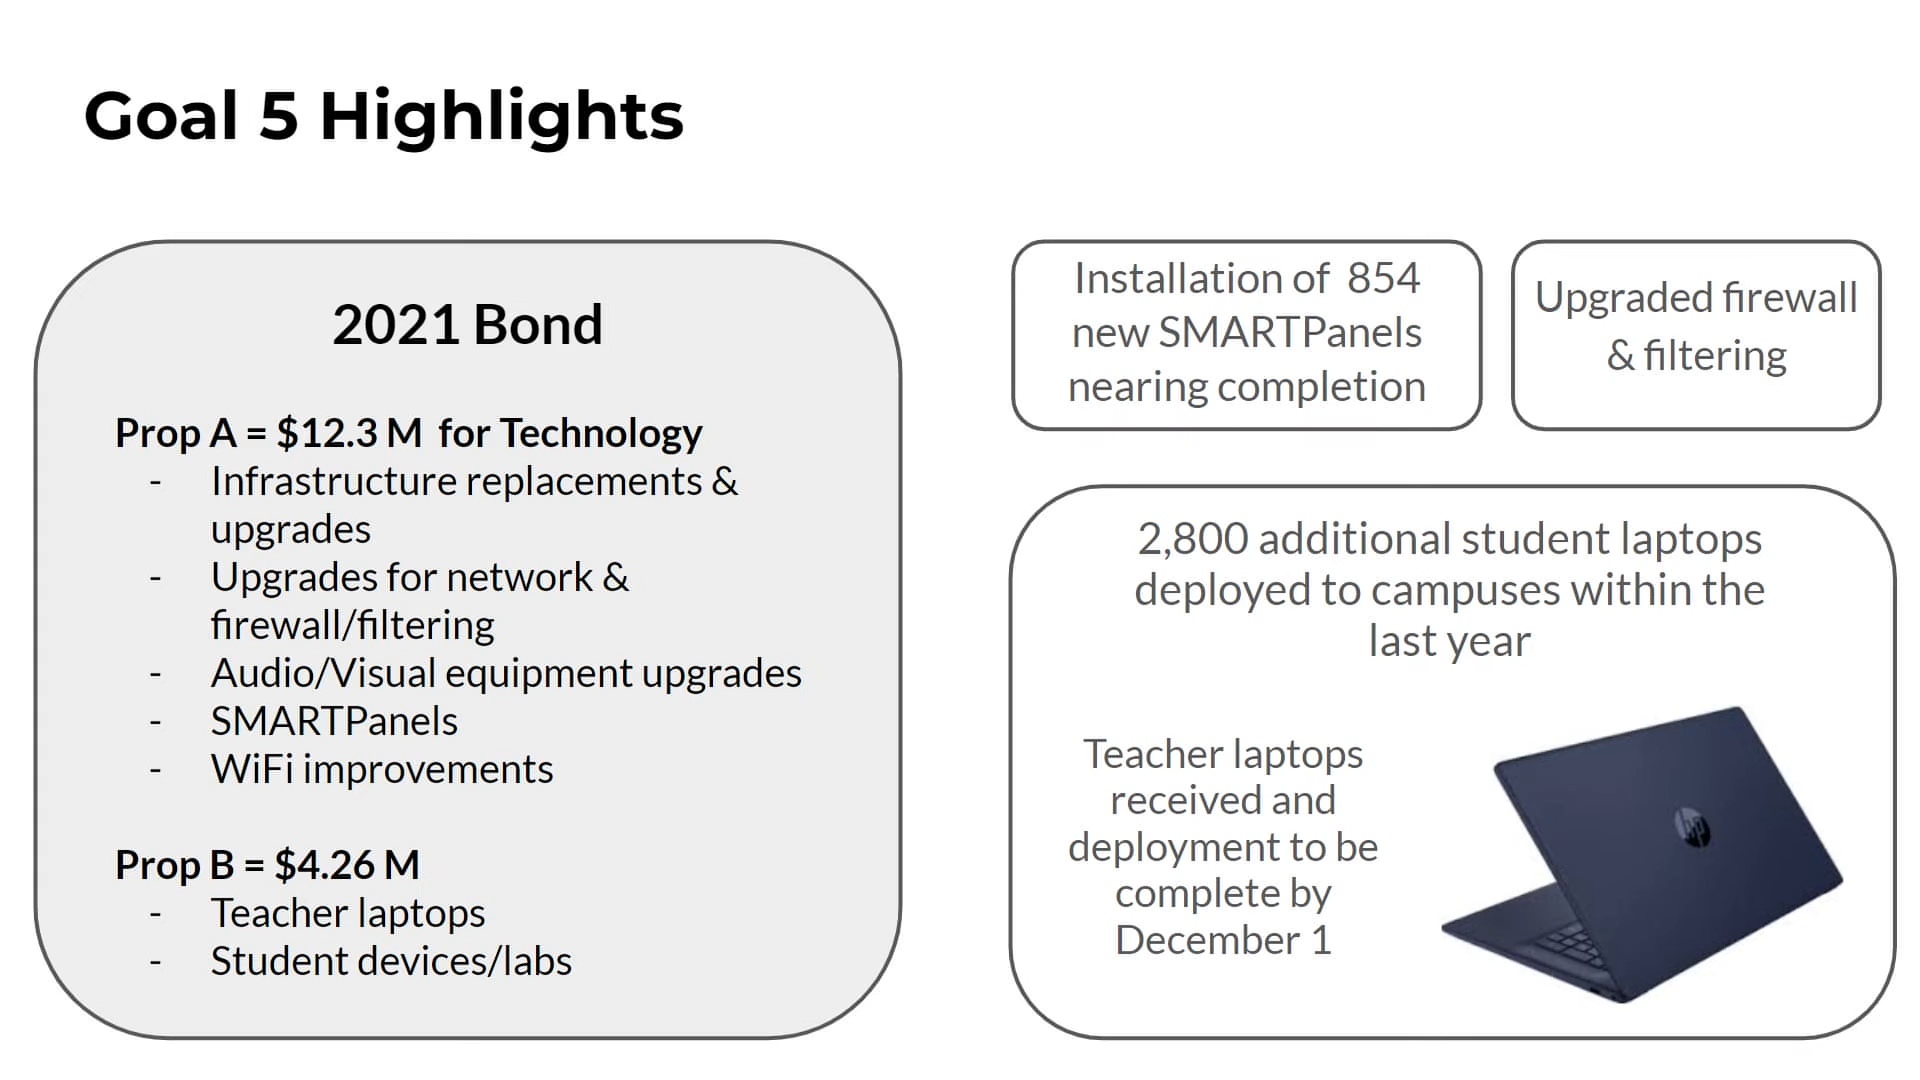 Goal 5 Highlights
2021 Bond
Prop A = $12.3 M for Technology
- Infrastructure replacements &
upgrades
- Upgrades for network &
firewall/filtering
- Audio/Visual equipment upgrades
- SMARTPanels
- WiFi improvements
Prop B = $4.26 M
- Teacher laptops
- Student devices/labs
Installation of 854
new SMARTPanels
nearing completion
Upgraded firewall
& filtering
2,800 additional student laptops
deployed to campuses within the
last year
Teacher laptops
received and
deployment to be
complete by
December 1
hp